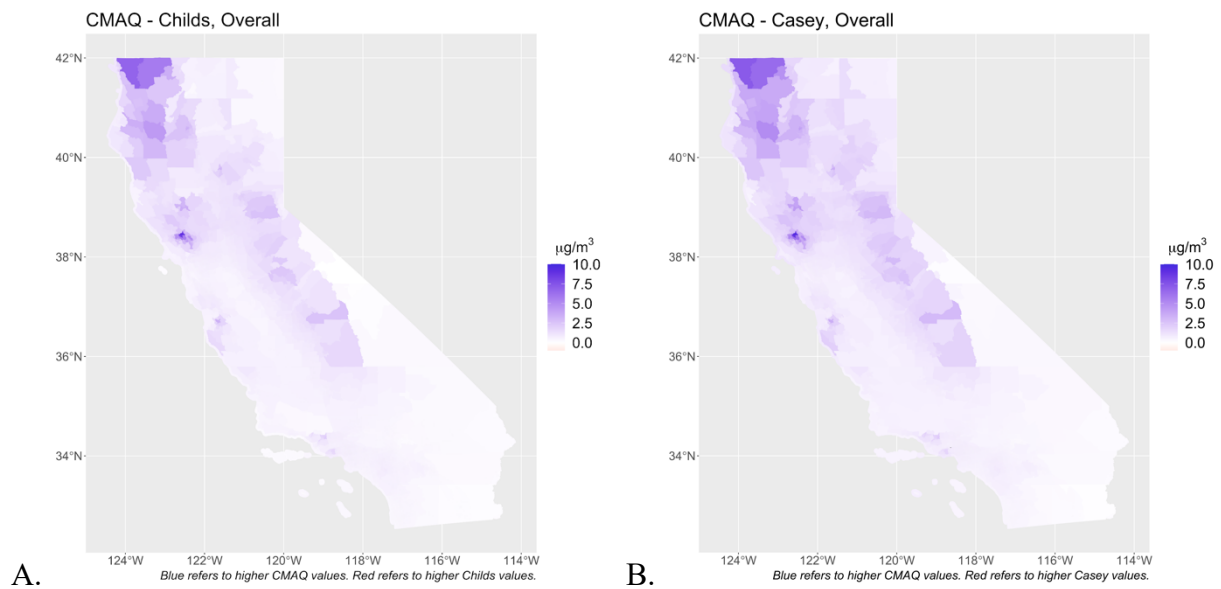 CMAQ - Childs, Overall
42°N
40°N
38°N
36°N
34°N
124°W 122°W 120°W 118°W 116°W 114°W
μg/m³
10.0
7.5
5.0
2.5
0.0
Blue refers to higher CMAQ values. Red refers to higher Childs values.
A.
CMAQ - Casey, Overall
42°N
40°N
38°N
36°N
34°N
124°W 122°W 120°W 118°W 116°W 114°W
μg/m³
10.0
7.5
5.0
2.5
0.0
Blue refers to higher CMAQ values. Red refers to higher Casey values.
B.